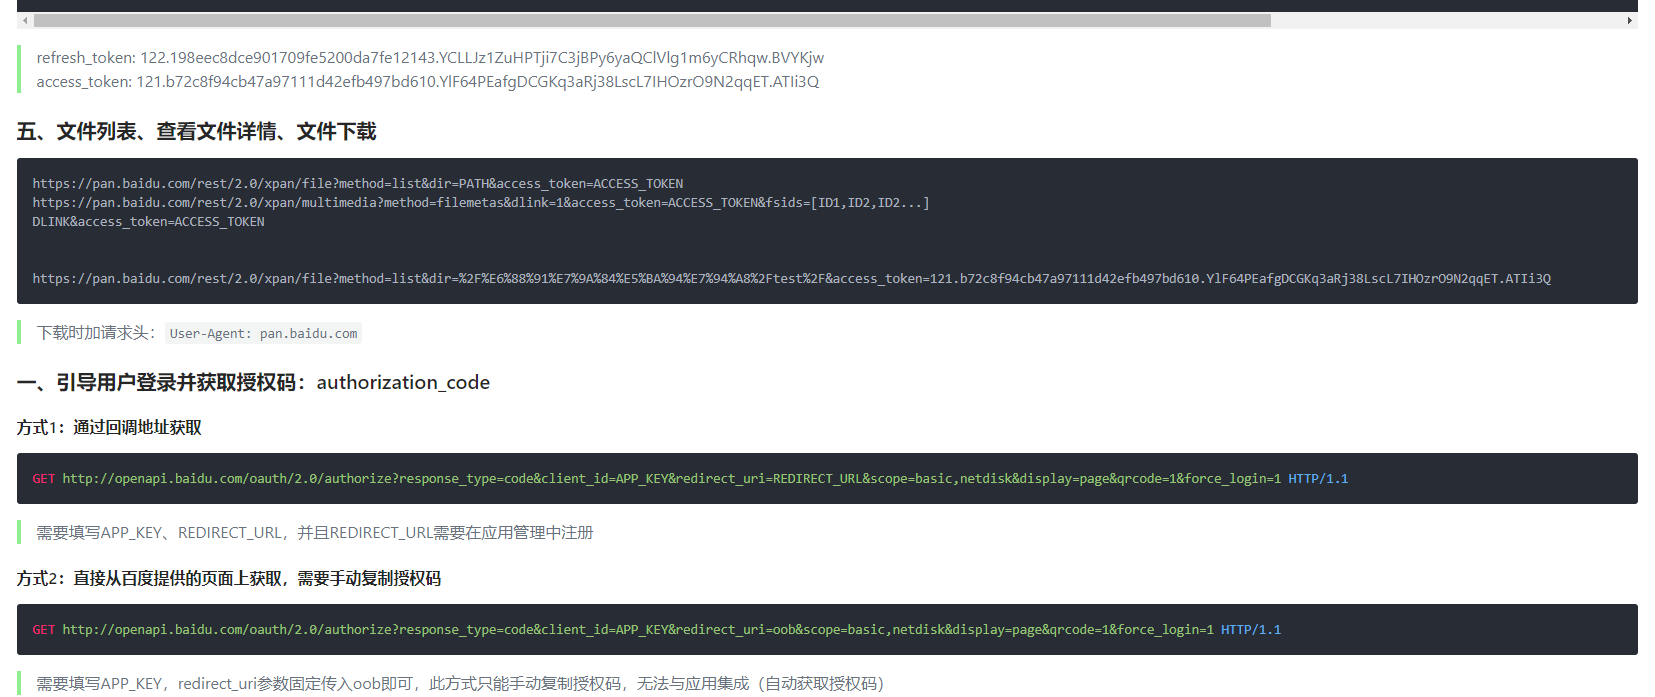 refresh_token: 122.198eec8dce901709fe5200da7fe12143.YCLLJz1ZuHPTji7C3jBPy6yaQClVlg1m6yCRhqw.BVYKjw
access_token: 121.b72c8f94cb47a97111d42efb497bd610.YlF64PEafgDCGKq3aRj38LscL7IHOzrO9N2qqET.ATIi3Q
五、文件列表、查看文件详情、文件下载
https://pan.baidu.com/rest/2.0/xpan/file?method=list&dir=PATH&access_token=ACCESS_TOKEN
https://pan.baidu.com/rest/2.0/xpan/multimedia?method=filemetas&dlink=1&access_token=ACCESS_TOKEN&fsids=[ID1,ID2,ID2...]
DLINK&access_token=ACCESS_TOKEN
https://pan.baidu.com/rest/2.0/xpan/file?method=list&dir=%2F%E6%88%91%E7%9A%84%E5%BA%94%E7%94%A8%2Ftest%2F&access_token=121.b72c8f94cb47a97111d42efb497bd610.YlF64PEafgDCGKq3aRj38LscL7IHOzrO9N2qqET.ATIi3Q
下载时加请求头： User-Agent: pan.baidu.com
一、引导用户登录并获取授权码：authorization_code
方式1：通过回调地址获取
GET http://openapi.baidu.com/oauth/2.0/authorize?response_type=code&client_id=APP_KEY&redirect_uri=REDIRECT_URL&scope=basic,netdisk&display=page&qrcode=1&force_login=1 HTTP/1.1
需要填写APP_KEY、REDIRECT_URL，并且REDIRECT_URL需要在应用管理中注册
方式2：直接从百度提供的页面上获取，需要手动复制授权码
GET http://openapi.baidu.com/oauth/2.0/authorize?response_type=code&client_id=APP_KEY&redirect_uri=oob&scope=basic,netdisk&display=page&qrcode=1&force_login=1 HTTP/1.1
需要填写APP_KEY，redirect_uri参数固定传入oob即可，此方式只能手动复制授权码，无法与应用集成（自动获取授权码）